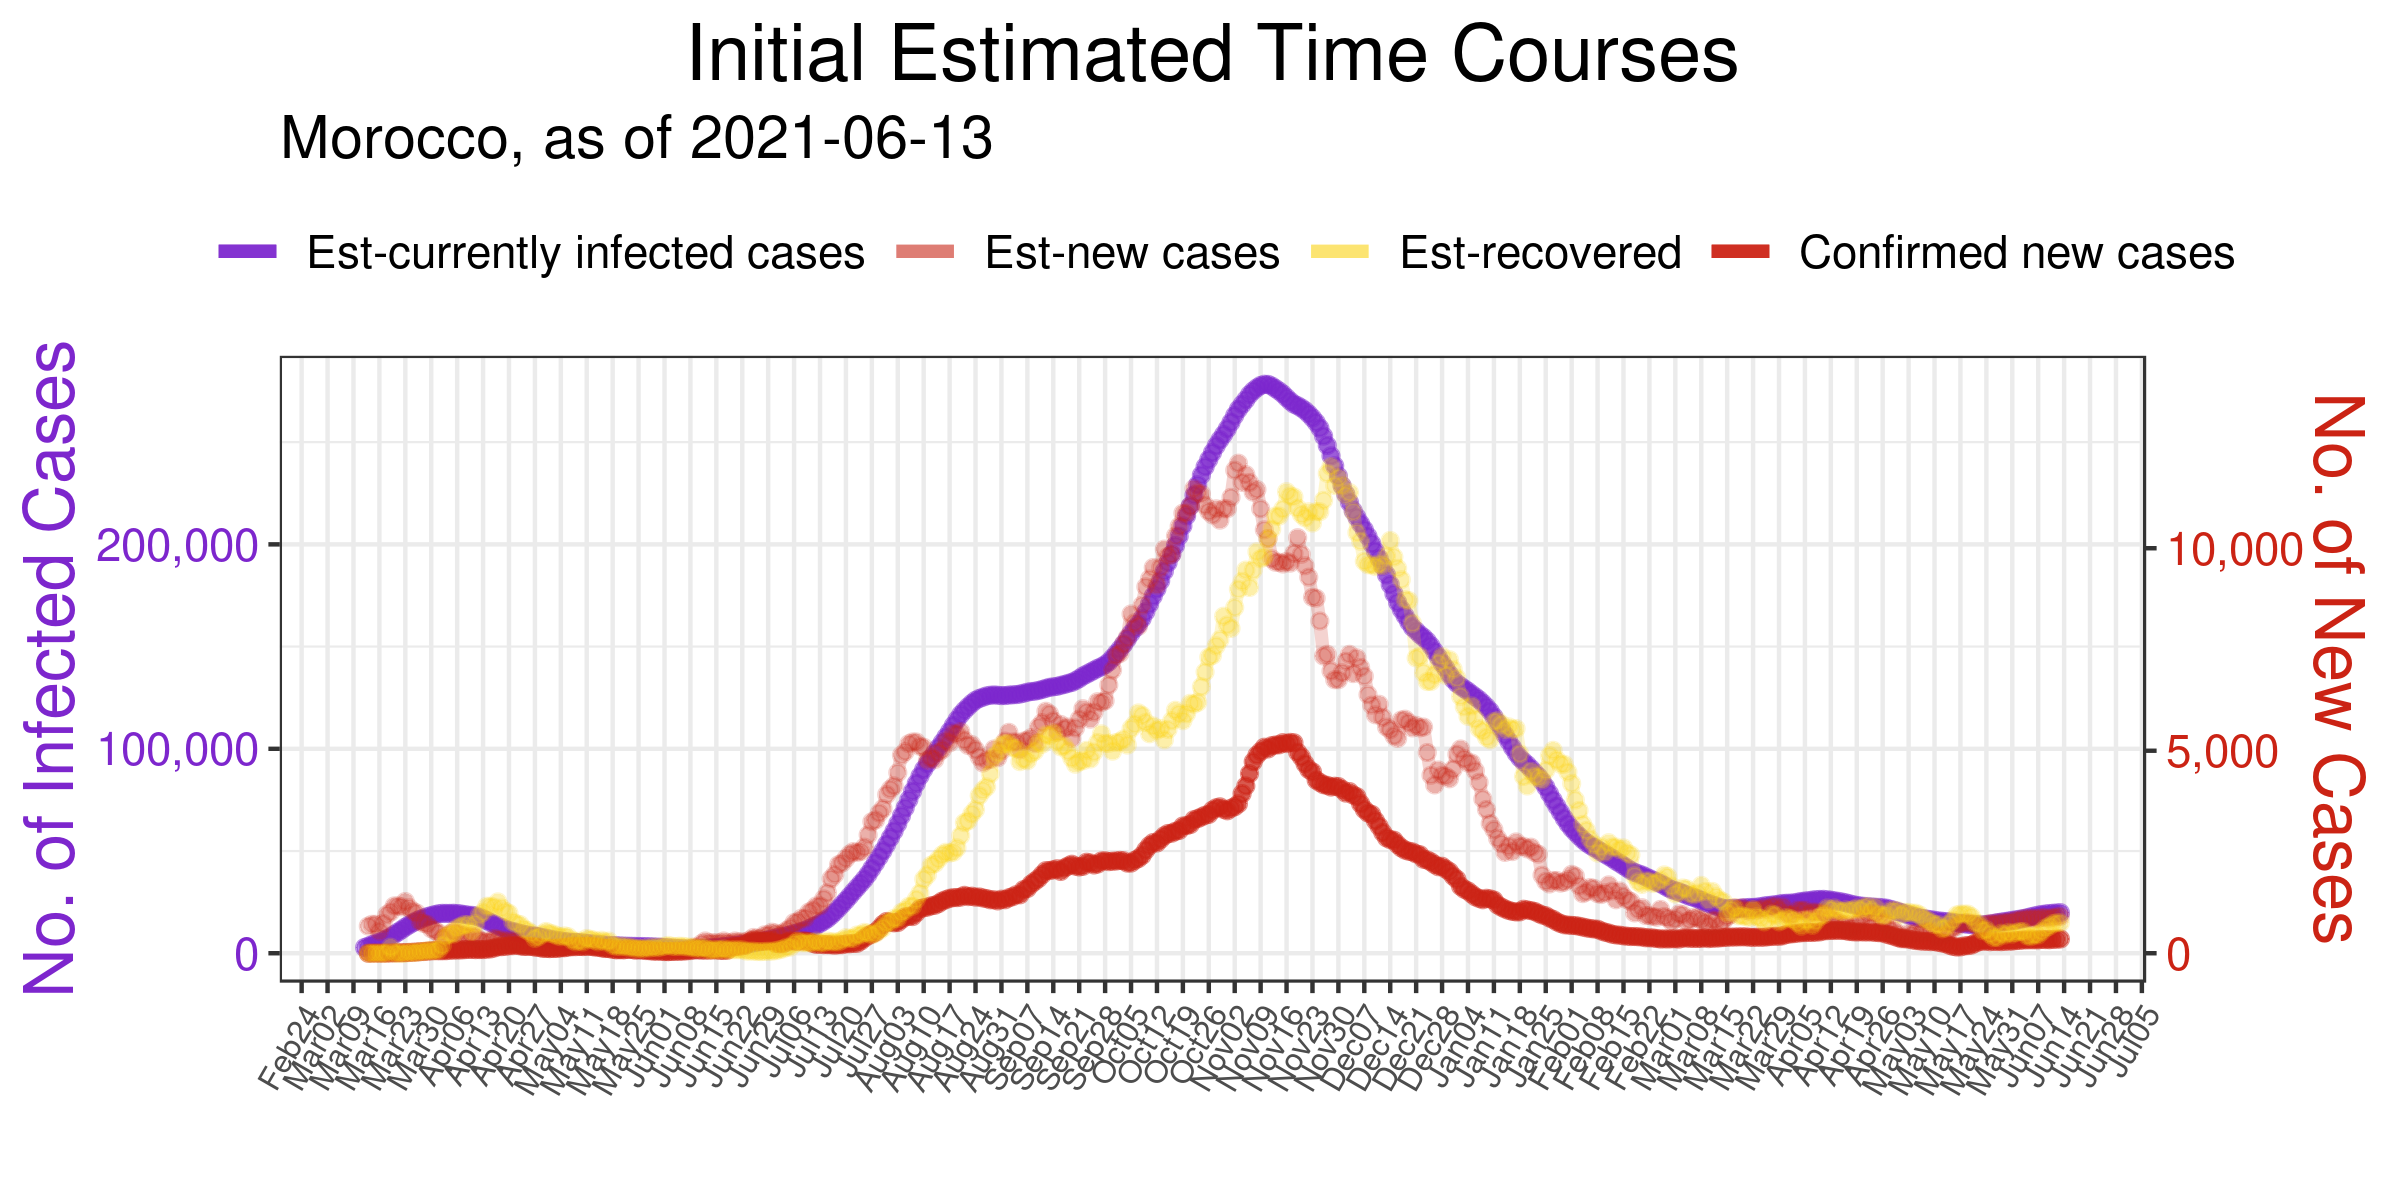 Initial Estimated Time Courses
Morocco, as of 2021-06-13
Est-currently infected cases
Est-new cases
Est-recovered
Confirmed new cases
No. of Infected Cases
200,000
100,000
0
10,000
5,000
0
No. of New Cases
Feb24
Mar02
Mar09
Mar16
Mar23
Mar30
Apr06
Apr13
Apr20
Apr27
May04
May11
May18
May25
Jun01
Jun08
Jun15
Jun22
Jun29
Jul06
Jul13
Jul20
Jul27
Aug03
Aug10
Aug17
Aug24
Aug31
Sep07
Sep14
Sep21
Sep28
Oct05
Oct12
Oct19
Oct26
Nov02
Nov09
Nov16
Nov23
Nov30
Dec07
Dec14
Dec21
Dec28
Jan04
Jan11
Jan18
Jan25
Feb01
Feb08
Feb15
Feb22
Mar01
Mar08
Mar15
Mar22
Mar29
Apr05
Apr12
Apr19
Apr26
May03
May10
May17
May24
May31
Jun07
Jun14
Jun21
Jun28
Jul05